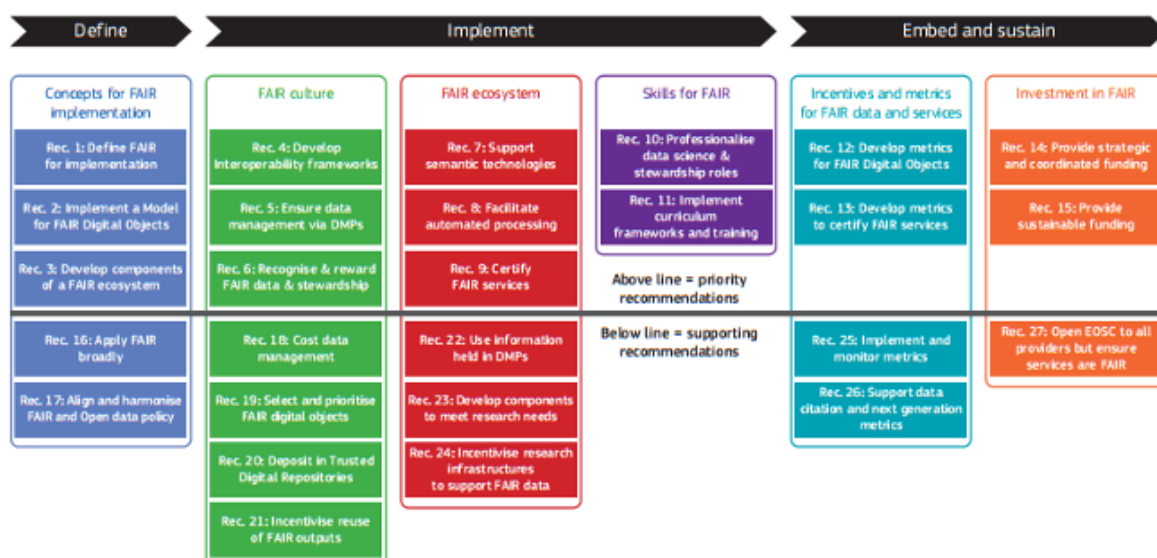 Define
Implement
Embed and sustain
Concepts for FAIR
implementation
Rec. 1: Define FAIR
for implementation
Rec. 2: Implement a Model
for FAIR Digital Objects
Rec. 3: Develop components
of a FAIR ecosystem
Rec. 16: Apply FAIR
broadly
Rec. 17: Align and harmonise
FAIR and Open data policy
FAIR culture
Rec. 4: Develop
interoperability frameworks
Rec. 5: Ensure data
management via DMPs
Rec. 6: Recognise & reward
FAIR data & stewardship
Rec. 18: Cost data
management
Rec. 19: Select and prioritise
FAIR digital objects
Rec. 20: Deposit in Trusted
Digital Repositories
Rec. 21: Incentivise reuse
of FAIR outputs
FAIR ecosystem
Rec. 7: Support
semantic technologies
Rec. 8: Facilitate
automated processing
Rec. 9: Certify
FAIR services
Rec. 22: Use information
held in DMPs
Rec. 23: Develop components
to meet research needs
Rec. 24: Incentivise research
infrastructures
to support FAIR data
Skills for FAIR
Rec. 10: Professionalise
data science &
stewardship roles
Rec. 11: Implement
curriculum
frameworks and training
Above line = priority
recommendations
Below line = supporting
recommendations
Incentives and metrics
for FAIR data and services
Rec. 12: Develop metrics
for FAIR Digital Objects
Rec. 13: Develop metrics
to certify FAIR services
Rec. 25: Implement and
monitor metrics
Rec. 26: Support data
citation and next generation
metrics
Investment in FAIR
Rec. 14: Provide strategic
and coordinated funding
Rec. 15: Provide
sustainable funding
Rec. 27: Open EOSC to all
providers but ensure
services are FAIR